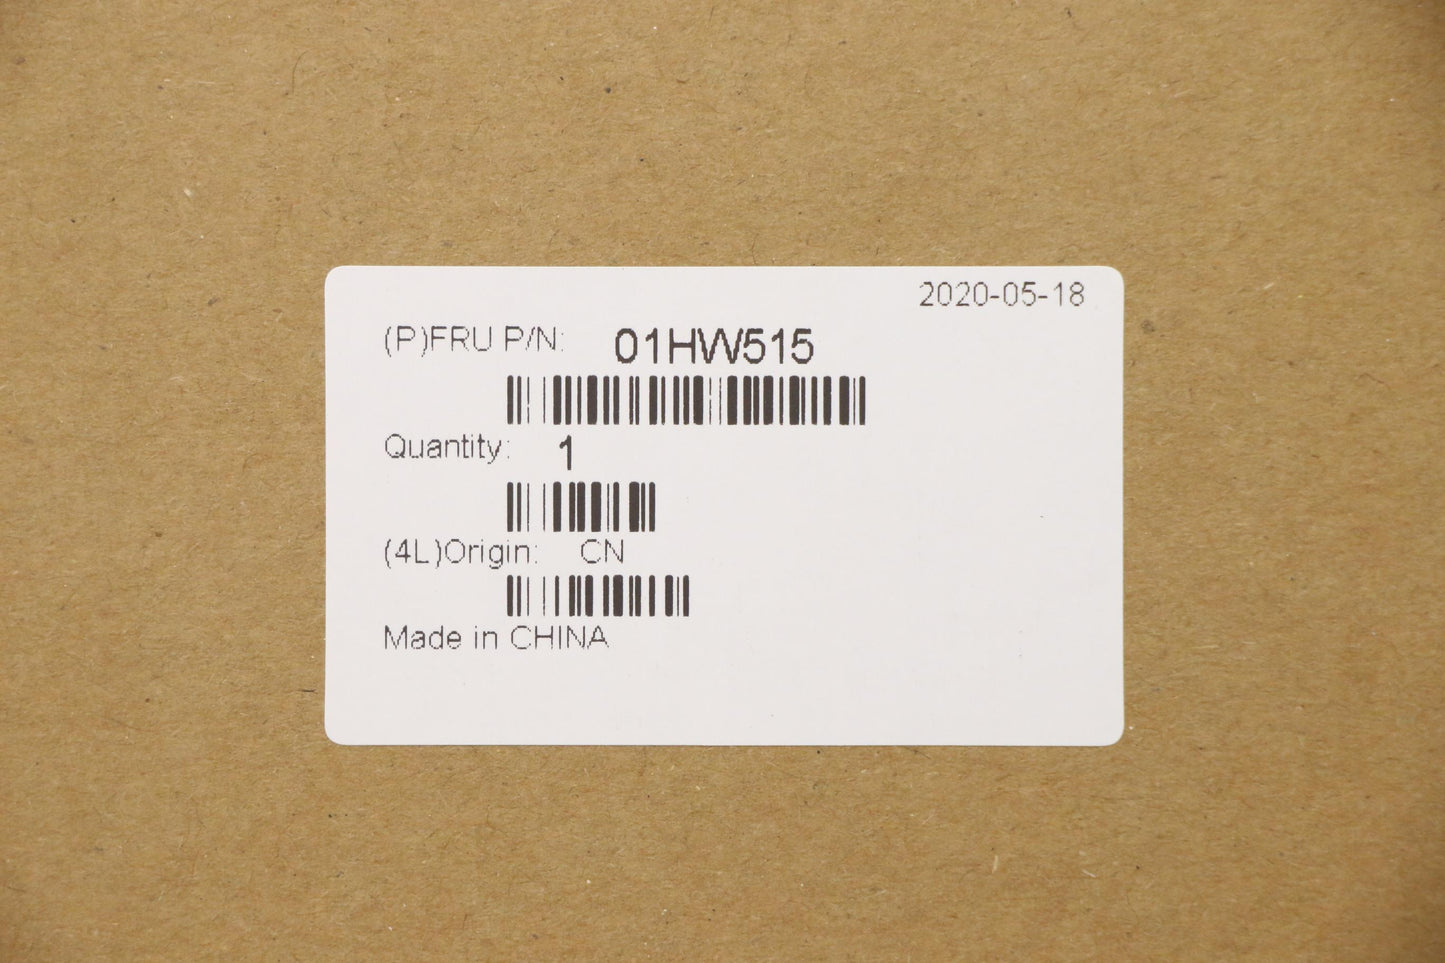 2020-05-18
(P)FRU P/N: 01HW515
Quantity: 1
(4L)Origin: CN
Made in CHINA